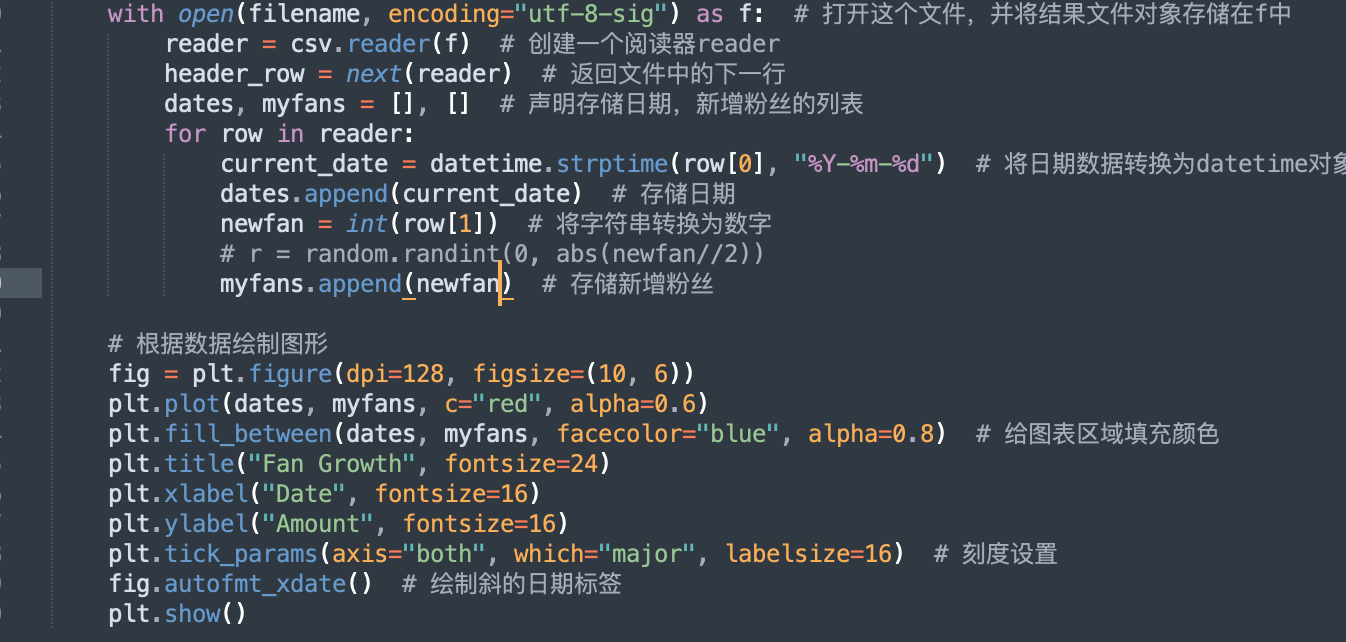 with open(filename, encoding="utf-8-sig") as f:  # 打开这个文件，并将结果文件对象存储在f中
reader = csv.reader(f)  # 创建一个阅读器reader
header_row = next(reader)  # 返回文件中的下一行
dates, myfans = [], []  # 声明存储日期，新增粉丝的列表
for row in reader:
current_date = datetime.strptime(row[0], "%Y-%m-%d")  # 将日期数据转换为datetime对象
dates.append(current_date)  # 存储日期
newfan = int(row[1])  # 将字符串转换为数字
# r = random.randint(0, abs(newfan//2))
myfans.append(newfan)  # 存储新增粉丝
# 根据数据绘制图形
fig = plt.figure(dpi=128, figsize=(10, 6))
plt.plot(dates, myfans, c="red", alpha=0.6)
plt.fill_between(dates, myfans, facecolor="blue", alpha=0.8)  # 给图表区域填充颜色
plt.title("Fan Growth", fontsize=24)
plt.xlabel("Date", fontsize=16)
plt.ylabel("Amount", fontsize=16)
plt.tick_params(axis="both", which="major", labelsize=16)  # 刻度设置
fig.autofmt_xdate()  # 绘制斜的日期标签
plt.show()